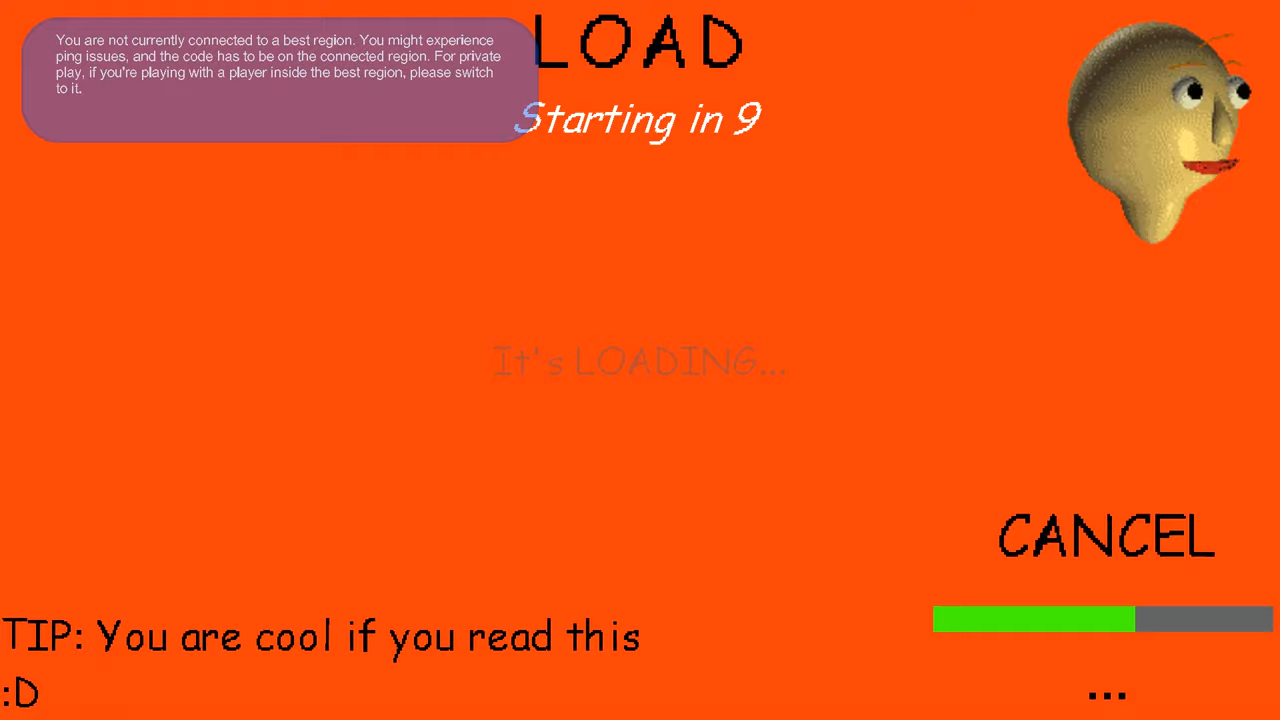 You are not currently connected to a best region. You might experience
ping issues, and the code has to be on the connected region. For private
play, if you're playing with a player inside the best region, please switch
to it.
LOAD
Starting in 9
It's LOADING...
CANCEL
TIP: You are cool if you read this
:D
...